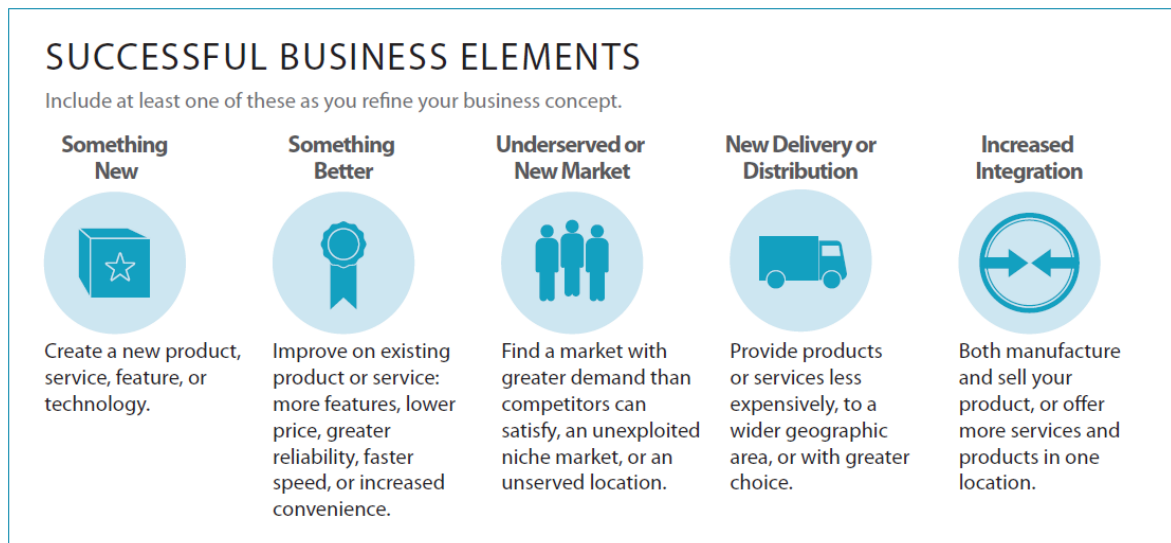 SUCCESSFUL BUSINESS ELEMENTS
Include at least one of these as you refine your business concept.
Something
New
Create a new product,
service, feature, or
technology.
Something
Better
Improve on existing
product or service:
more features, lower
price, greater
reliability, faster
speed, or increased
convenience.
Underserved or
New Market
Find a market with
greater demand than
competitors can
satisfy, an unexploited
niche market, or an
unserved location.
New Delivery or
Distribution
Provide products
or services less
expensively, to a
wider geographic
area, or with greater
choice.
Increased
Integration
Both manufacture
and sell your
product, or offer
more services and
products in one
location.